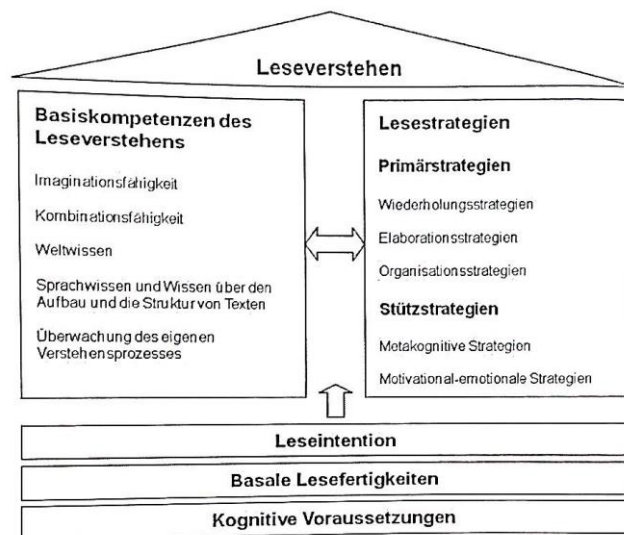 Leseverstehen
Basiskompetenzen des
Leseverstehens
Imaginationsfähigkeit
Kombinationsfähigkeit
Weltwissen
Sprachwissen und Wissen über den
Aufbau und die Struktur von Texten
Überwachung des eigenen
Verstehensprozesses
Lesestrategien
Primärstrategien
Wiederholungsstrategien
Elaborationsstrategien
Organisationsstrategien
Stützstrategien
Metakognitive Strategien
Motivational-emotionale Strategien
Leseintention
Basale Lesefertigkeiten
Kognitive Voraussetzungen